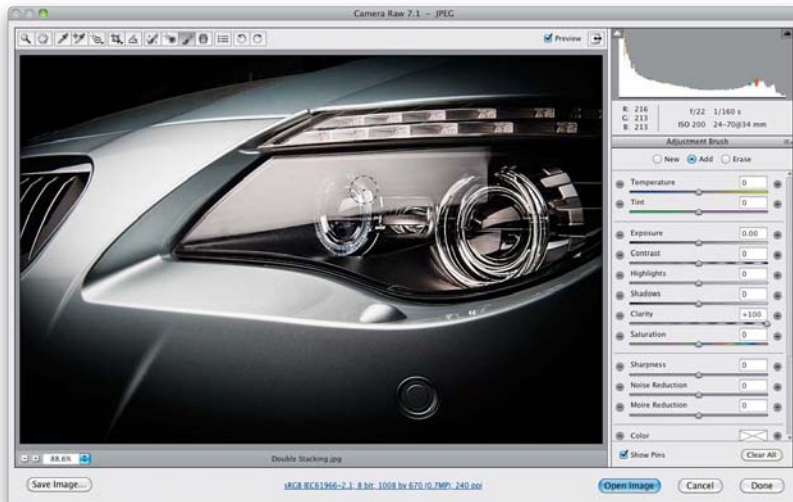 Camera Raw 7.1 - JPEG
Preview
R: 216
G: 213
B: 213
f/22 1/160 s
ISO 200 24-70@34 mm
Adjustment Brush
New Add Erase
Temperature 0
Tint 0
Exposure 0.00
Contrast 0
Highlights 0
Shadows 0
Clarity +100
Saturation 0
Sharpness 0
Noise Reduction 0
Moire Reduction 0
Color
Show Pins Clear All
88.6% Double Stacking.jpg
Save Image... sRGB IEC61966-2.1; 8 bit; 1008 by 670 (0.7MP); 240 ppi Open Image Cancel Done